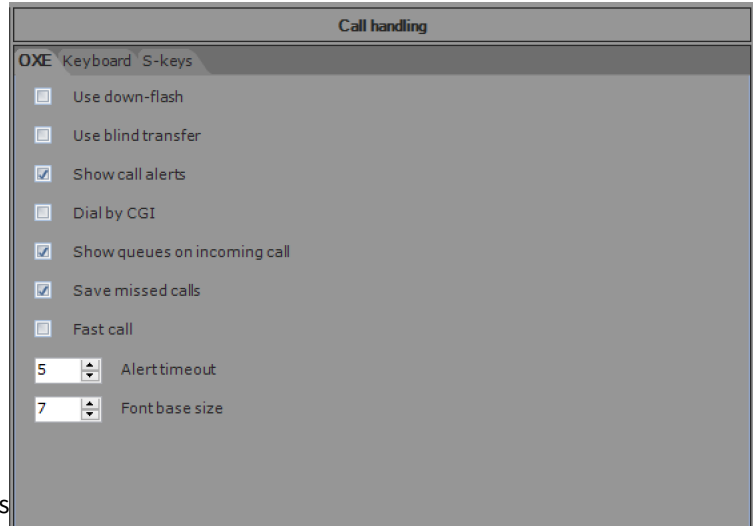 Call handling
OXE Keyboard S-keys
Use down-flash
Use blind transfer
Show call alerts
Dial by CGI
Show queues on incoming call
Save missed calls
Fast call
5 Alert timeout
7 Font base size
s